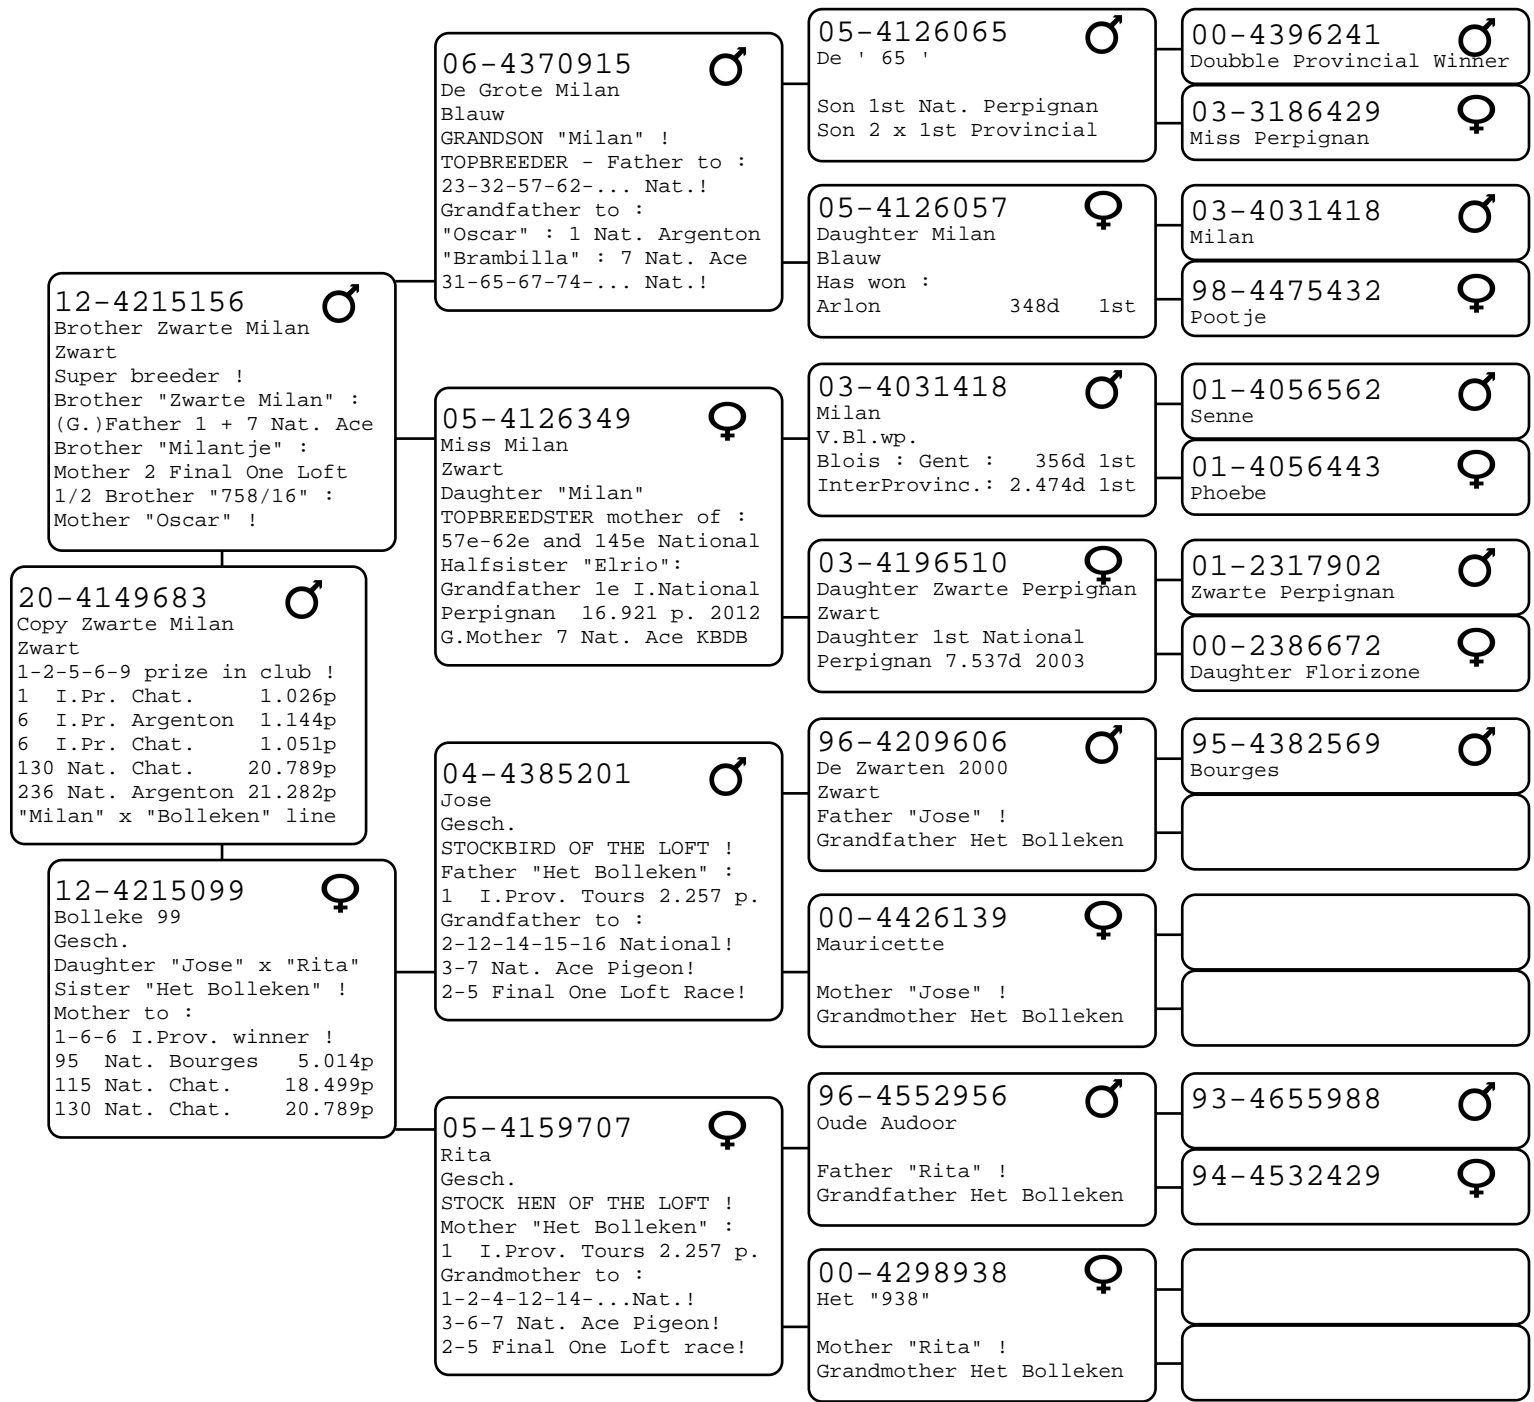 20-4149683
Copy Zwarte Milan
Zwart
1-2-5-6-9 prize in club !
1  I.Pr. Chat.     1.026p
6  I.Pr. Argenton  1.144p
6  I.Pr. Chat.     1.051p
130 Nat. Chat.    20.789p
236 Nat. Argenton 21.282p
"Milan" x "Bolleken" line
12-4215156
Brother Zwarte Milan
Zwart
Super breeder !
Brother "Zwarte Milan" :
(G.)Father 1 + 7 Nat. Ace
Brother "Milantje" :
Mother 2 Final One Loft
1/2 Brother "758/16" :
Mother "Oscar" !
12-4215099
Bolleke 99
Gesch.
Daughter "Jose" x "Rita"
Sister "Het Bolleken" !
Mother to :
1-6-6 I.Prov. winner !
95  Nat. Bourges   5.014p
115 Nat. Chat.    18.499p
130 Nat. Chat.    20.789p
06-4370915
De Grote Milan
Blauw
GRANDSON "Milan" !
TOPBREEDER - Father to :
23-32-57-62-... Nat.!
Grandfather to :
"Oscar" : 1 Nat. Argenton
"Brambilla" : 7 Nat. Ace
31-65-67-74-... Nat.!
05-4126349
Miss Milan
Zwart
Daughter "Milan"
TOPBREEDSTER mother of :
57e-62e and 145e National
Halfsister "Elrio":
Grandfather 1e I.National
Perpignan  16.921 p. 2012
G.Mother 7 Nat. Ace KBDB
04-4385201
Jose
Gesch.
STOCKBIRD OF THE LOFT !
Father "Het Bolleken" :
1  I.Prov. Tours 2.257 p.
Grandfather to :
2-12-14-15-16 National!
3-7 Nat. Ace Pigeon!
2-5 Final One Loft Race!
05-4159707
Rita
Gesch.
STOCK HEN OF THE LOFT !
Mother "Het Bolleken" :
1  I.Prov. Tours 2.257 p.
Grandmother to :
1-2-4-12-14-...Nat.!
3-6-7 Nat. Ace Pigeon!
2-5 Final One Loft race!
05-4126065
De ' 65 '
Son 1st Nat. Perpignan
Son 2 x 1st Provincial
05-4126057
Daughter Milan
Blauw
Has won :
Arlon          348d   1st
03-4031418
Milan
V.Bl.wp.
Blois : Gent :   356d 1st
InterProvinc.: 2.474d 1st
03-4196510
Daughter Zwarte Perpignan
Zwart
Daughter 1st National
Perpignan 7.537d 2003
96-4209606
De Zwarten 2000
Zwart
Father "Jose" !
Grandfather Het Bolleken
00-4426139
Mauricette
Mother "Jose" !
Grandmother Het Bolleken
96-4552956
Oude Audoor
Father "Rita" !
Grandfather Het Bolleken
00-4298938
Het "938"
Mother "Rita" !
Grandmother Het Bolleken
00-4396241
Doubble Provincial Winner
03-3186429
Miss Perpignan
03-4031418
Milan
98-4475432
Pootje
01-4056562
Senne
01-4056443
Phoebe
01-2317902
Zwarte Perpignan
00-2386672
Daughter Florizone
95-4382569
Bourges
93-4655988
94-4532429